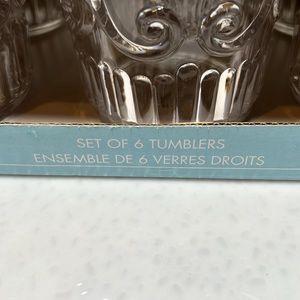 SET OF 6 TUMBLERS
ENSEMBLE DE 6 VERRES DROITS